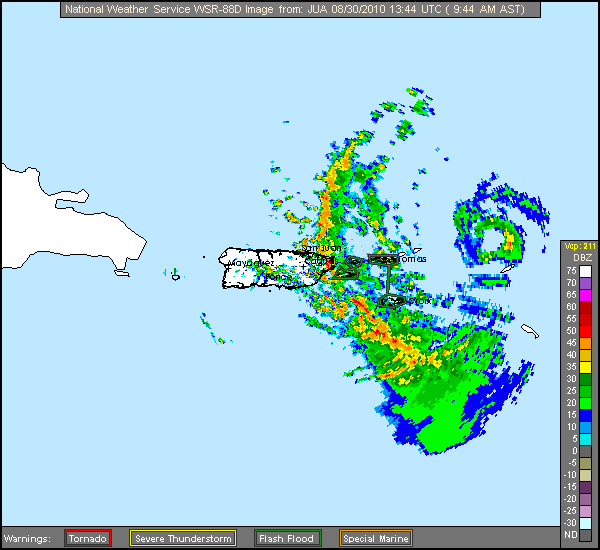 National Weather Service WSR-88D Image from: JUA 08/30/2010 13:44 UTC ( 9:44 AM AST)
San Juan
Mayaguez
Ponce
Vcp: 211
DBZ
75
70
65
60
55
50
45
40
35
30
25
20
15
10
5
0
-5
-10
-15
-20
-25
-30
ND
Warnings: Tornado Severe Thunderstorm Flash Flood Special Marine